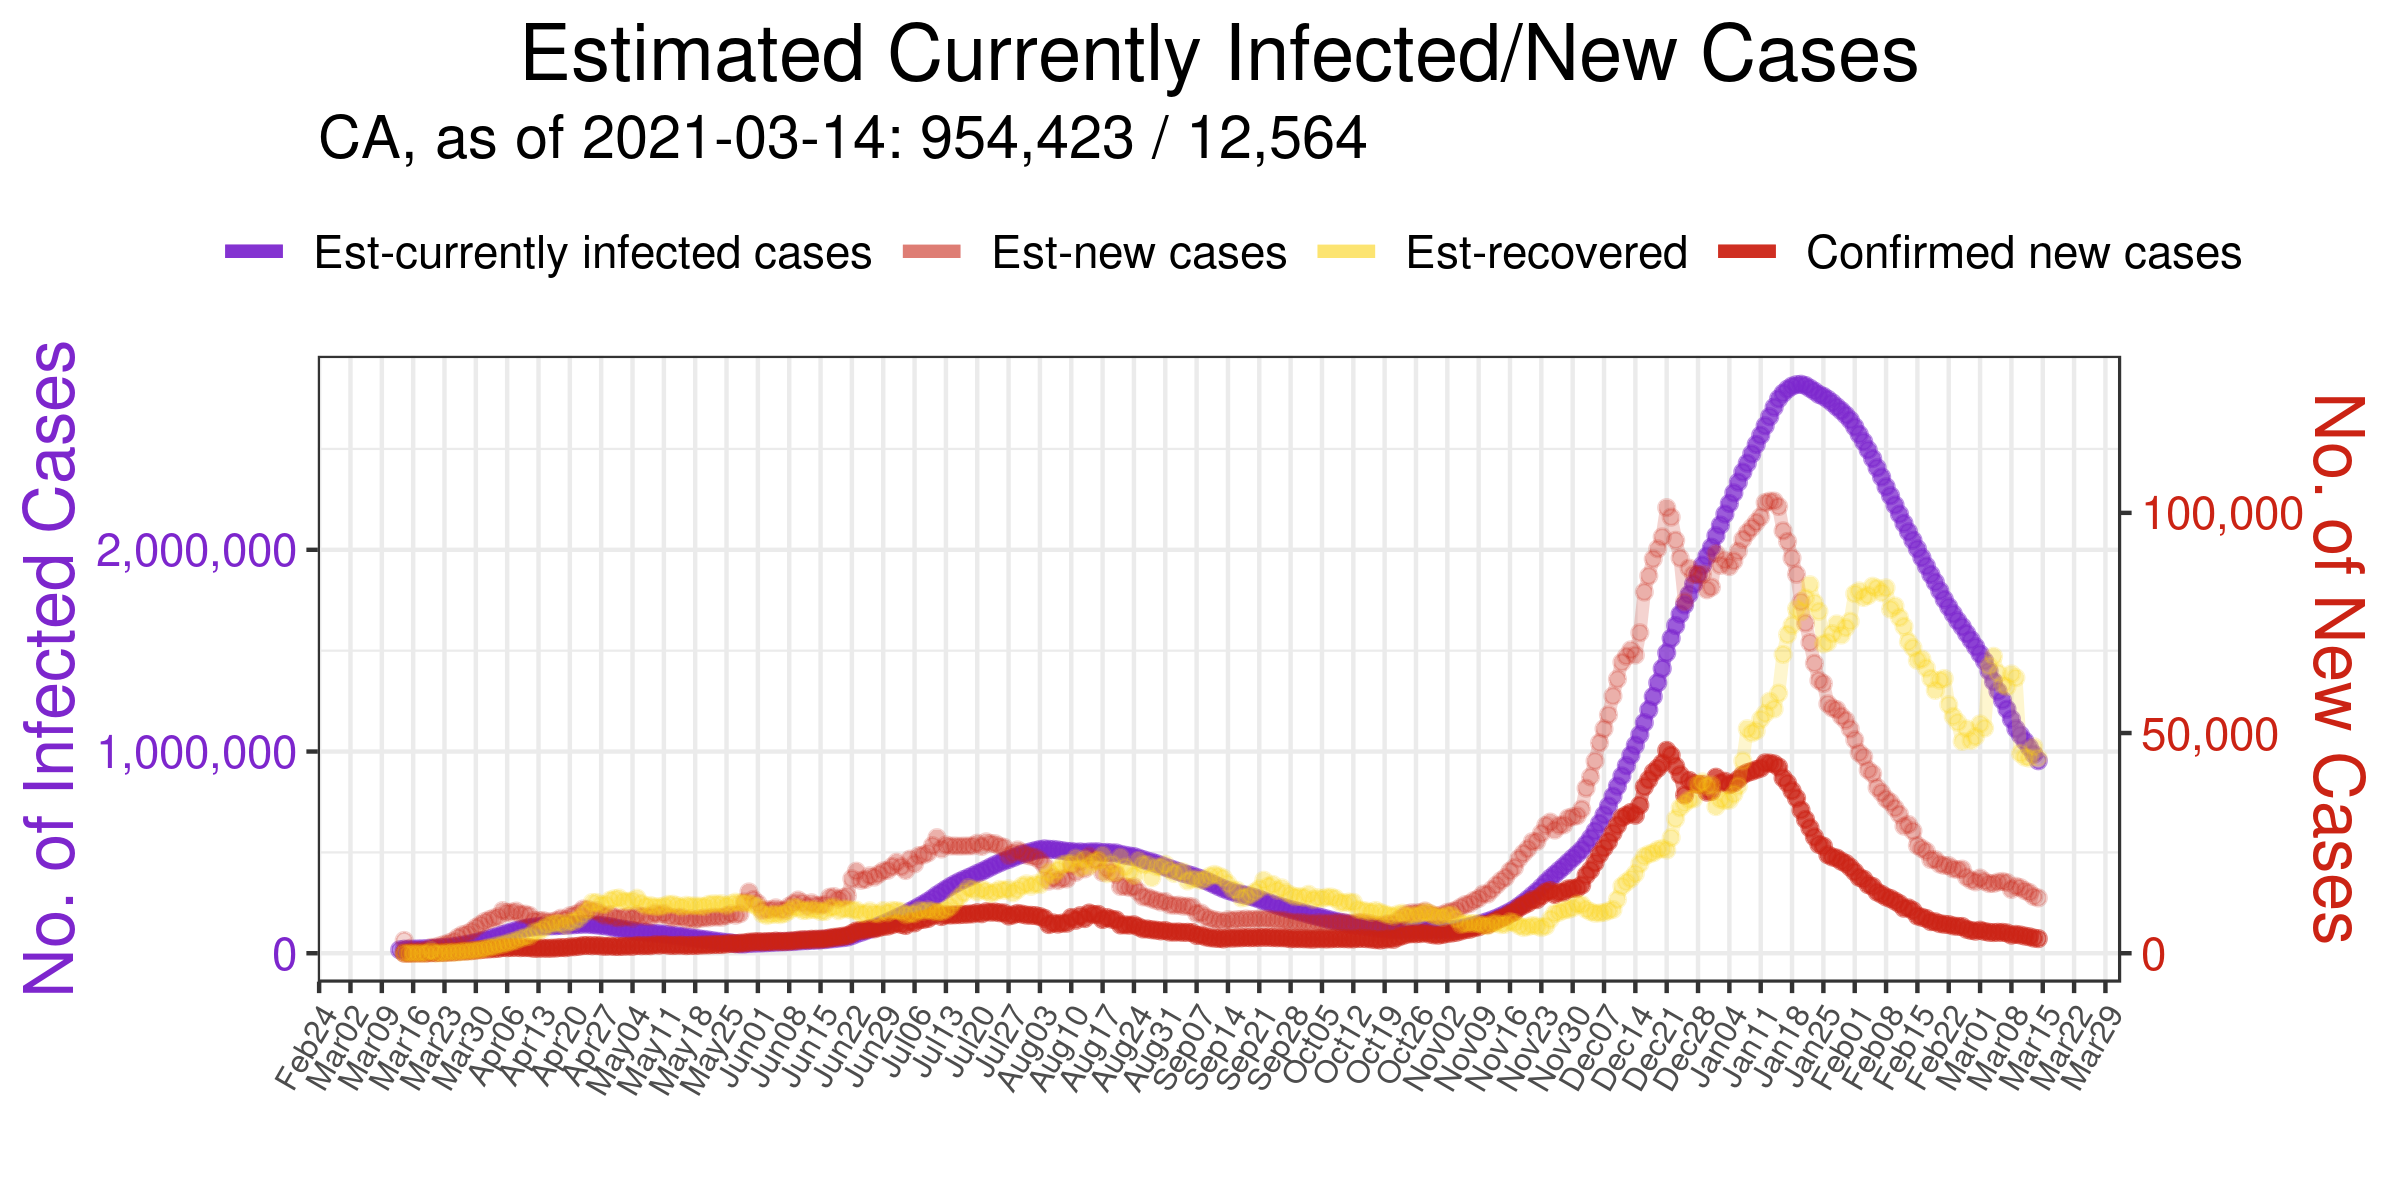 Estimated Currently Infected/New Cases
CA, as of 2021-03-14: 954,423 / 12,564
Est-currently infected cases Est-new cases Est-recovered Confirmed new cases
No. of Infected Cases
2,000,000
1,000,000
0
100,000
50,000
0
No. of New Cases
Feb24 Mar02 Mar09 Mar16 Mar23 Mar30 Apr06 Apr13 Apr20 Apr27 May04 May11 May18 May25 Jun01 Jun08 Jun15 Jun22 Jun29 Jul06 Jul13 Jul20 Jul27 Aug03 Aug10 Aug17 Aug24 Aug31 Sep07 Sep14 Sep21 Sep28 Oct05 Oct12 Oct19 Oct26 Nov02 Nov09 Nov16 Nov23 Nov30 Dec07 Dec14 Dec21 Dec28 Jan04 Jan11 Jan18 Jan25 Feb01 Feb08 Feb15 Feb22 Mar01 Mar08 Mar15 Mar22 Mar29